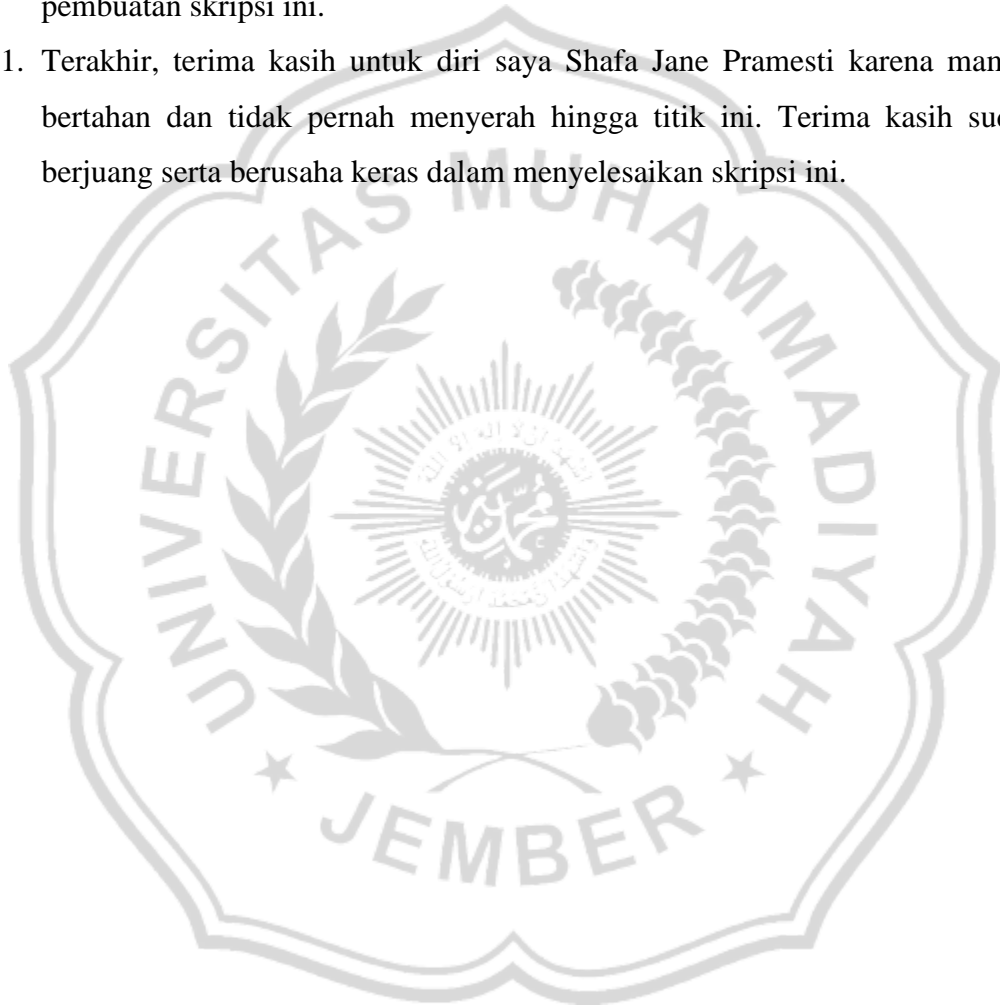 pembuatan skripsi ini.
1. Terakhir, terima kasih untuk diri saya Shafa Jane Pramesti karena mam
bertahan dan tidak pernah menyerah hingga titik ini. Terima kasih sud
berjuang serta berusaha keras dalam menyelesaikan skripsi ini.
UNIVERSITAS MUHAMMADIYAH
JEMBER